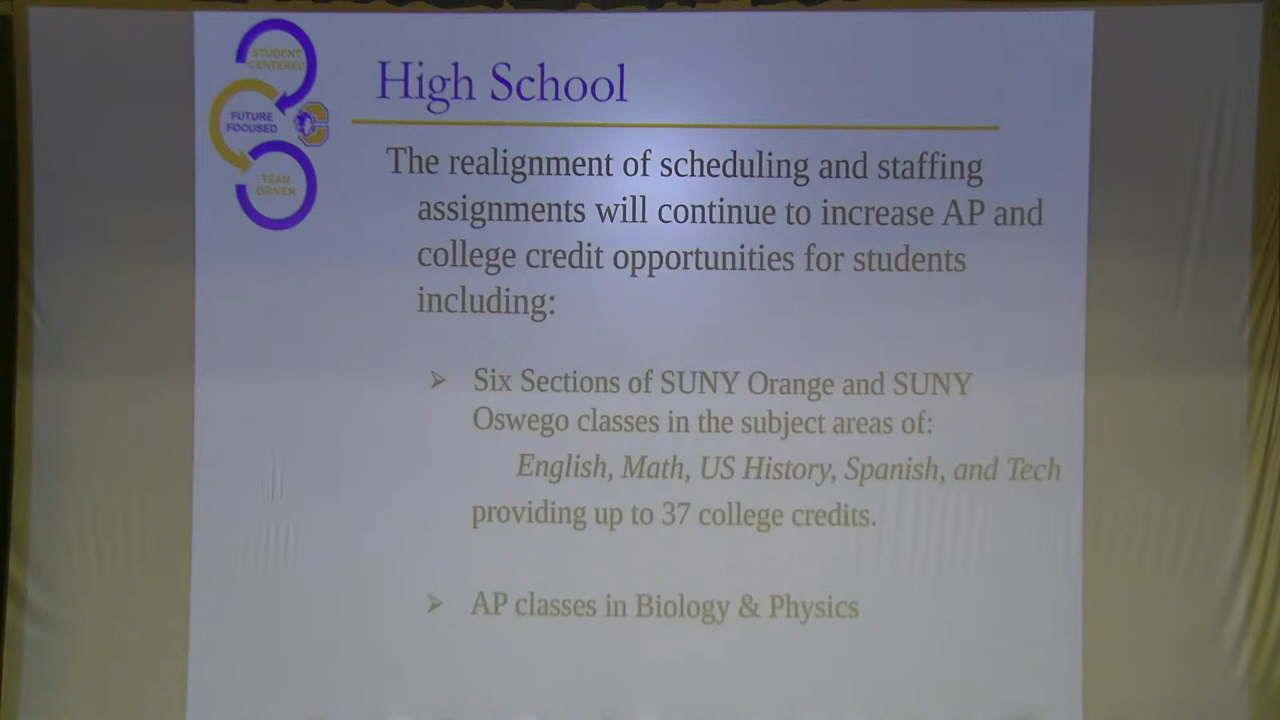 STUDENT
CENTERED
FUTURE
FOCUSED
TEAM
DRIVEN
High School
The realignment of scheduling and staffing
assignments will continue to increase AP and
college credit opportunities for students
including:
➢ Six Sections of SUNY Orange and SUNY
Oswego classes in the subject areas of:
English, Math, US History, Spanish, and Tech
providing up to 37 college credits.
➢ AP classes in Biology & Physics